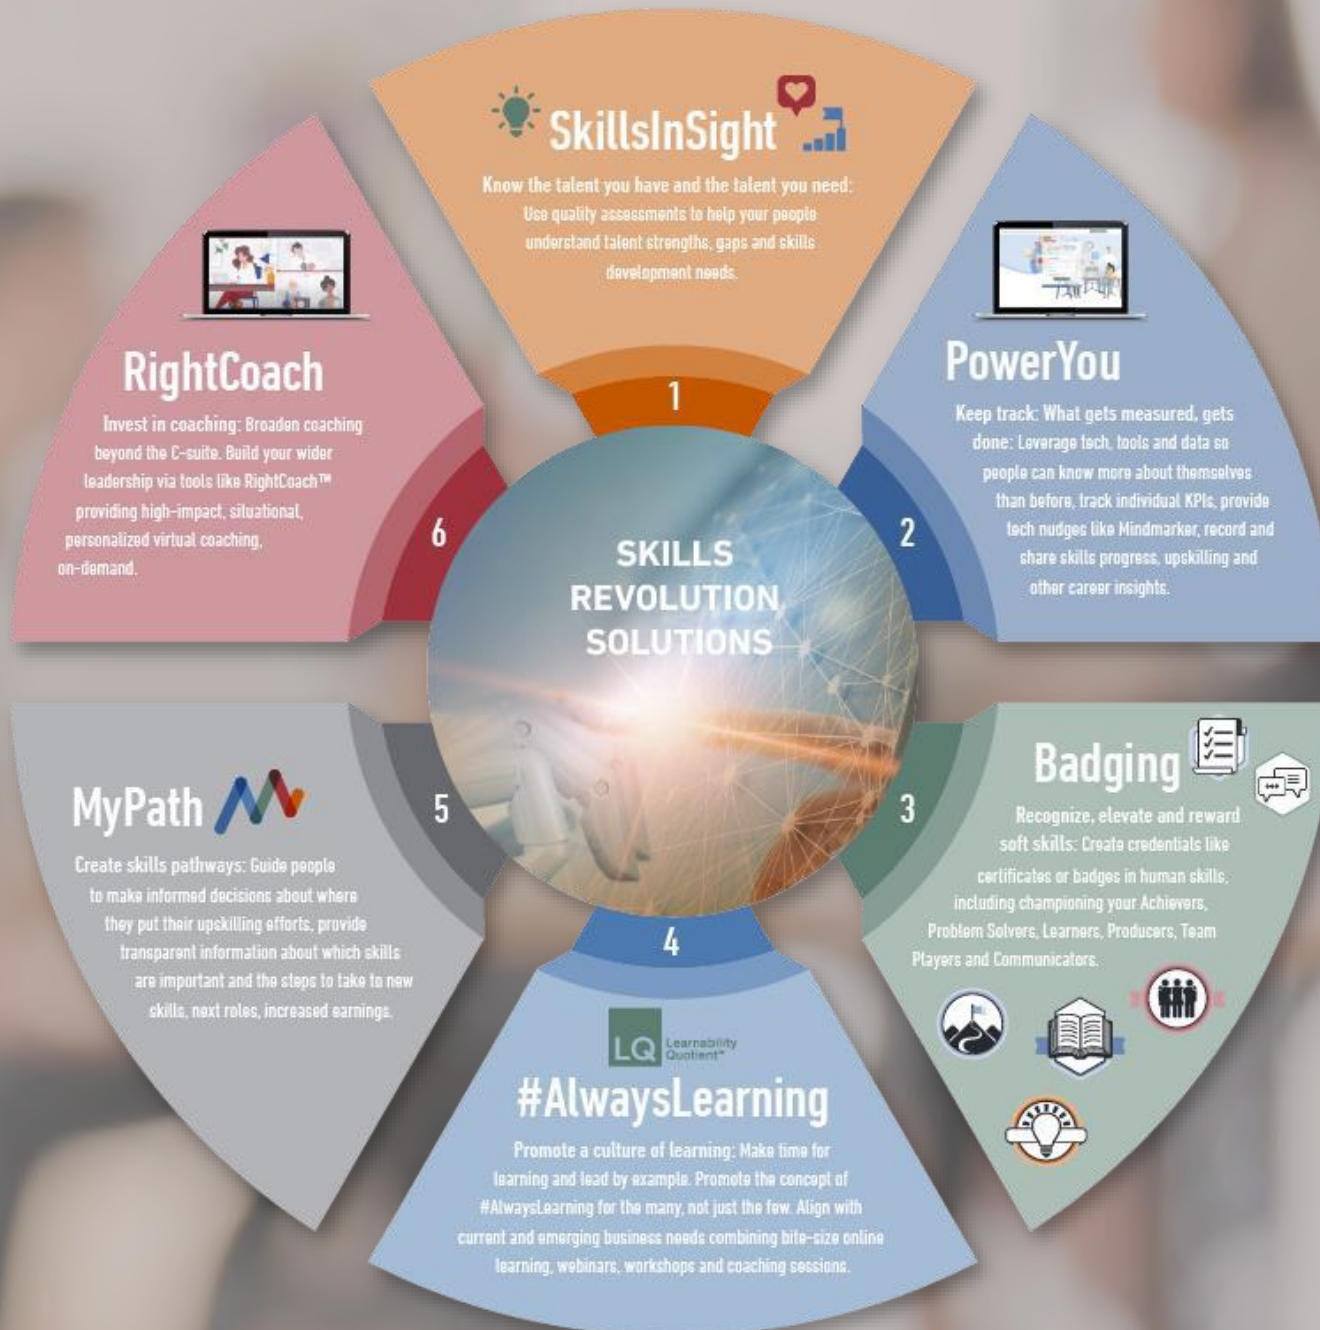 SKILLS
REVOLUTION
SOLUTIONS
1
SkillsInSight
Know the talent you have and the talent you need:
Use quality assessments to help your people
understand talent strengths, gaps and skills
development needs.
2
PowerYou
Keep track: What gets measured, gets
done: Leverage tech, tools and data so
people can know more about themselves
than before, track individual KPIs, provide
tech nudges like Mindmarker, record and
share skills progress, upskilling and
other career insights.
3
Badging
Recognize, elevate and reward
soft skills: Create credentials like
certificates or badges in human skills,
including championing your Achievers,
Problem Solvers, Learners, Producers, Team
Players and Communicators.
4
LQ Learnability
Quotient™
#AlwaysLearning
Promote a culture of learning: Make time for
learning and lead by example. Promote the concept of
#AlwaysLearning for the many, not just the few. Align with
current and emerging business needs combining bite-size online
learning, webinars, workshops and coaching sessions.
5
MyPath
Create skills pathways: Guide people
to make informed decisions about where
they put their upskilling efforts, provide
transparent information about which skills
are important and the steps to take to new
skills, next roles, increased earnings.
6
RightCoach
Invest in coaching: Broaden coaching
beyond the C-suite. Build your wider
leadership via tools like RightCoach™
providing high-impact, situational,
personalized virtual coaching,
on-demand.